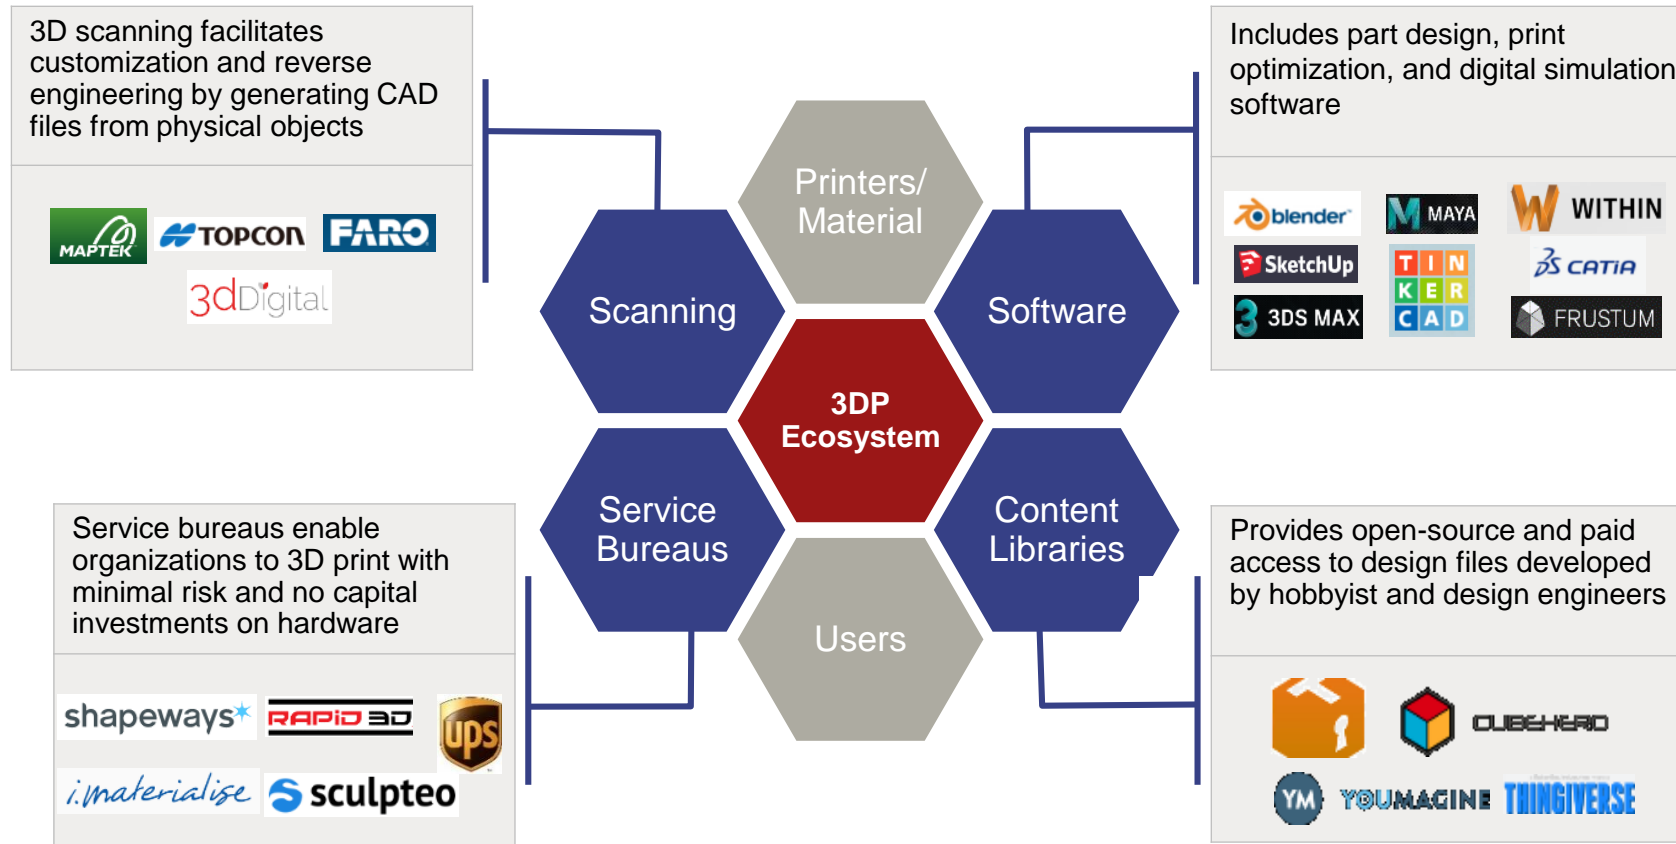 3D scanning facilitates
customization and reverse
engineering by generating CAD
files from physical objects
MAPTEK
TOPCON
FARO
3dDigital
Includes part design, print
optimization, and digital simulation
software
blender
MAYA
WITHIN
SketchUp
TIN
KER
CAD
3DS CATIA
3
3DS MAX
FRUSTUM
Printers/
Material
Scanning
Software
3DP
Ecosystem
Service
Bureaus
Content
Libraries
Users
Service bureaus enable
organizations to 3D print with
minimal risk and no capital
investments on hardware
shapeways*
RAPID 3D
ups
i.materialise
sculpteo
Provides open-source and paid
access to design files developed
by hobbyist and design engineers
CUBEHERO
YM YOUMAGINE
THINGIVERSE